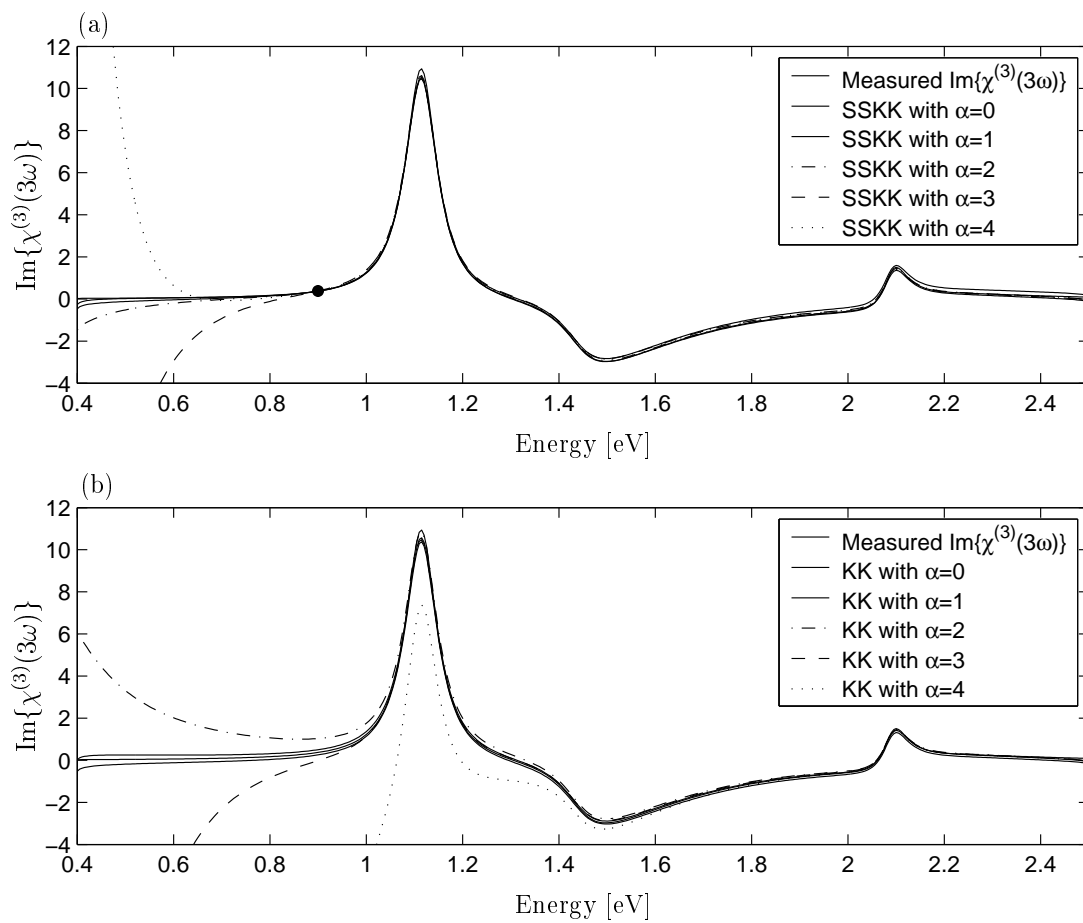 (a)
12
10
8
6
4
2
0
−2
−4
Im{χ⁽³⁾(3ω)}
Measured Im{χ⁽³⁾(3ω)}
SSKK with α=0
SSKK with α=1
SSKK with α=2
SSKK with α=3
SSKK with α=4
0.4 0.6 0.8 1 1.2 1.4 1.6 1.8 2 2.2 2.4
Energy [eV]
(b)
12
10
8
6
4
2
0
−2
−4
Im{χ⁽³⁾(3ω)}
Measured Im{χ⁽³⁾(3ω)}
KK with α=0
KK with α=1
KK with α=2
KK with α=3
KK with α=4
0.4 0.6 0.8 1 1.2 1.4 1.6 1.8 2 2.2 2.4
Energy [eV]